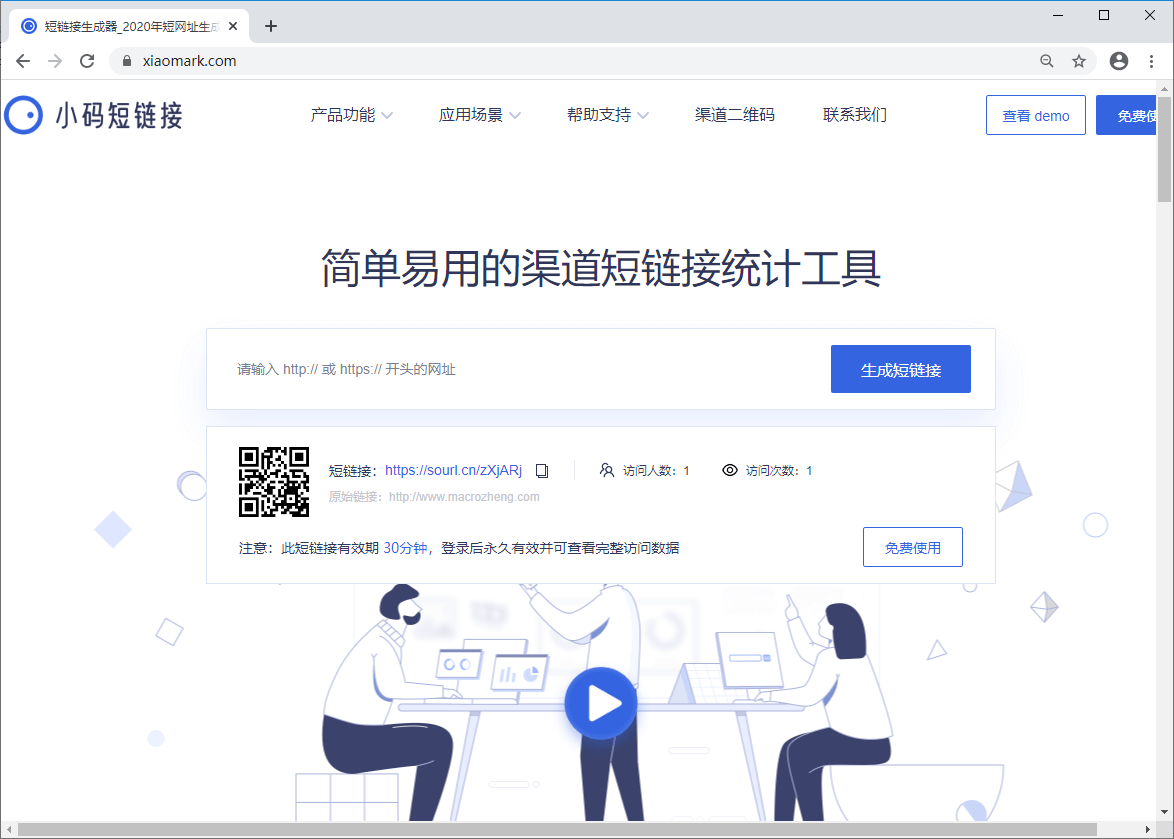 短链接生成器_2020年短网址生成
xiaomark.com
小码短链接
产品功能
应用场景
帮助支持
渠道二维码
联系我们
查看 demo
免费使
简单易用的渠道短链接统计工具
请输入 http:// 或 https:// 开头的网址
生成短链接
短链接：https://sourl.cn/zXjARj
访问人数：1
访问次数：1
原始链接：http://www.macrozheng.com
注意：此短链接有效期 30分钟，登录后永久有效并可查看完整访问数据
免费使用